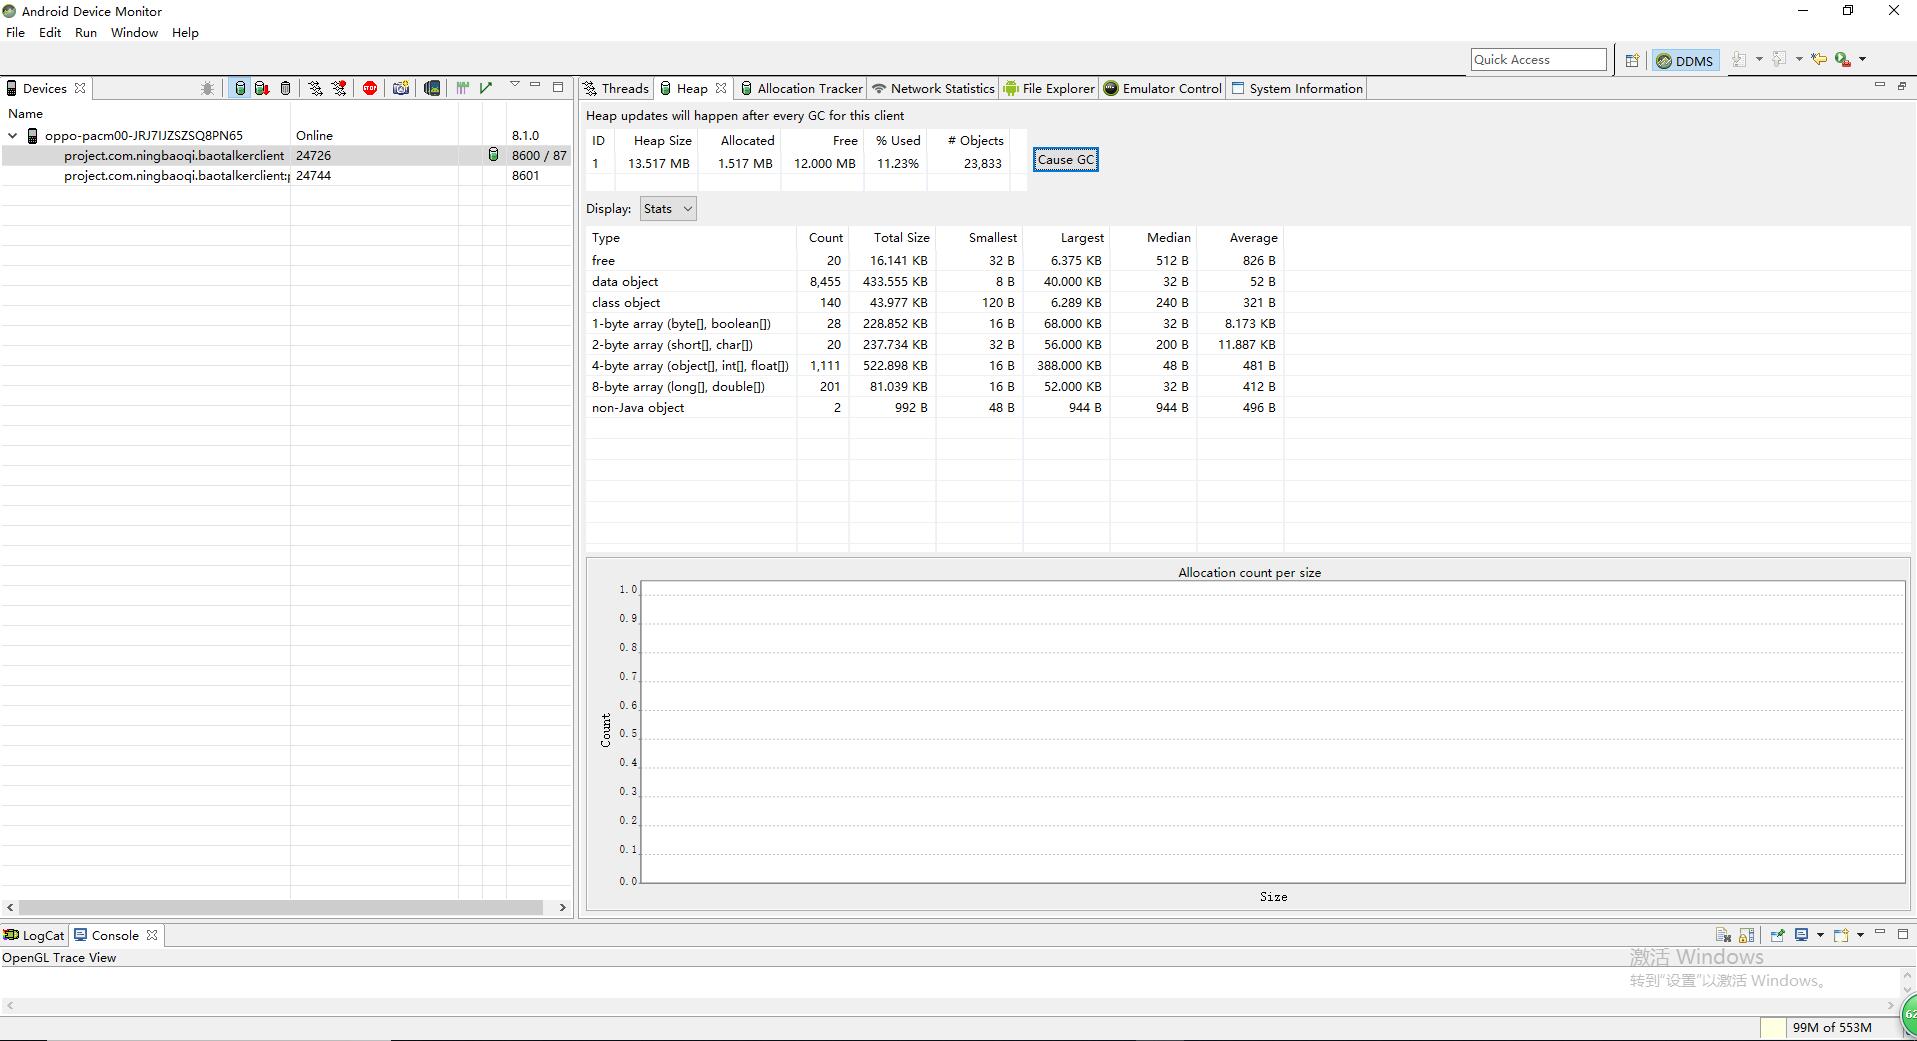 Android Device Monitor
File Edit Run Window Help
Quick Access DDMS
Devices
Name
oppo-pacm00-JRJ7IJZSZSQ8PN65 Online 8.1.0
project.com.ningbaoqi.baotalkerclient 24726 8600 / 87
project.com.ningbaoqi.baotalkerclient:p 24744 8601
Threads Heap Allocation Tracker Network Statistics File Explorer Emulator Control System Information
Heap updates will happen after every GC for this client
ID Heap Size Allocated Free % Used # Objects
1 13.517 MB 1.517 MB 12.000 MB 11.23% 23,833
Cause GC
Display: Stats
Type Count Total Size Smallest Largest Median Average
free 20 16.141 KB 32 B 6.375 KB 512 B 826 B
data object 8,455 433.555 KB 8 B 40.000 KB 32 B 52 B
class object 140 43.977 KB 120 B 6.289 KB 240 B 321 B
1-byte array (byte[], boolean[]) 28 228.852 KB 16 B 68.000 KB 32 B 8.173 KB
2-byte array (short[], char[]) 20 237.734 KB 32 B 56.000 KB 200 B 11.887 KB
4-byte array (object[], int[], float[]) 1,111 522.898 KB 16 B 388.000 KB 48 B 481 B
8-byte array (long[], double[]) 201 81.039 KB 16 B 52.000 KB 32 B 412 B
non-Java object 2 992 B 48 B 944 B 944 B 496 B
Allocation count per size
1.0
0.9
0.8
0.7
0.6
0.5
0.4
0.3
0.2
0.1
0.0
Count
Size
LogCat Console
OpenGL Trace View
激活 Windows
转到"设置"以激活 Windows。
62
99M of 553M